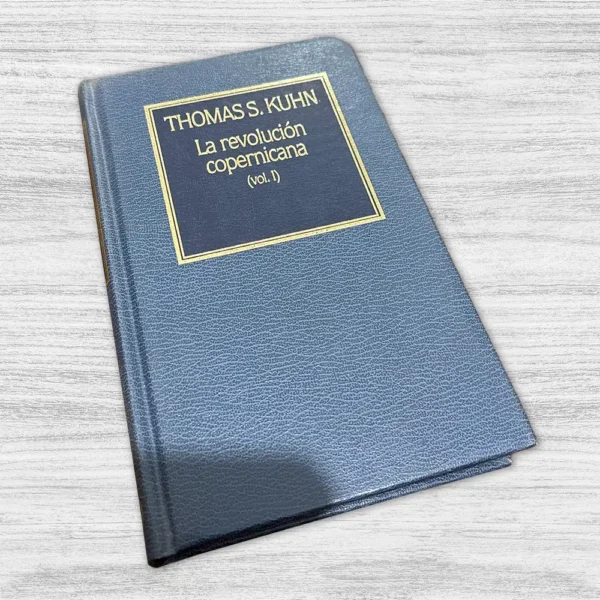 THOMAS S. KUHN
La revolución
copernicana
(vol. I)